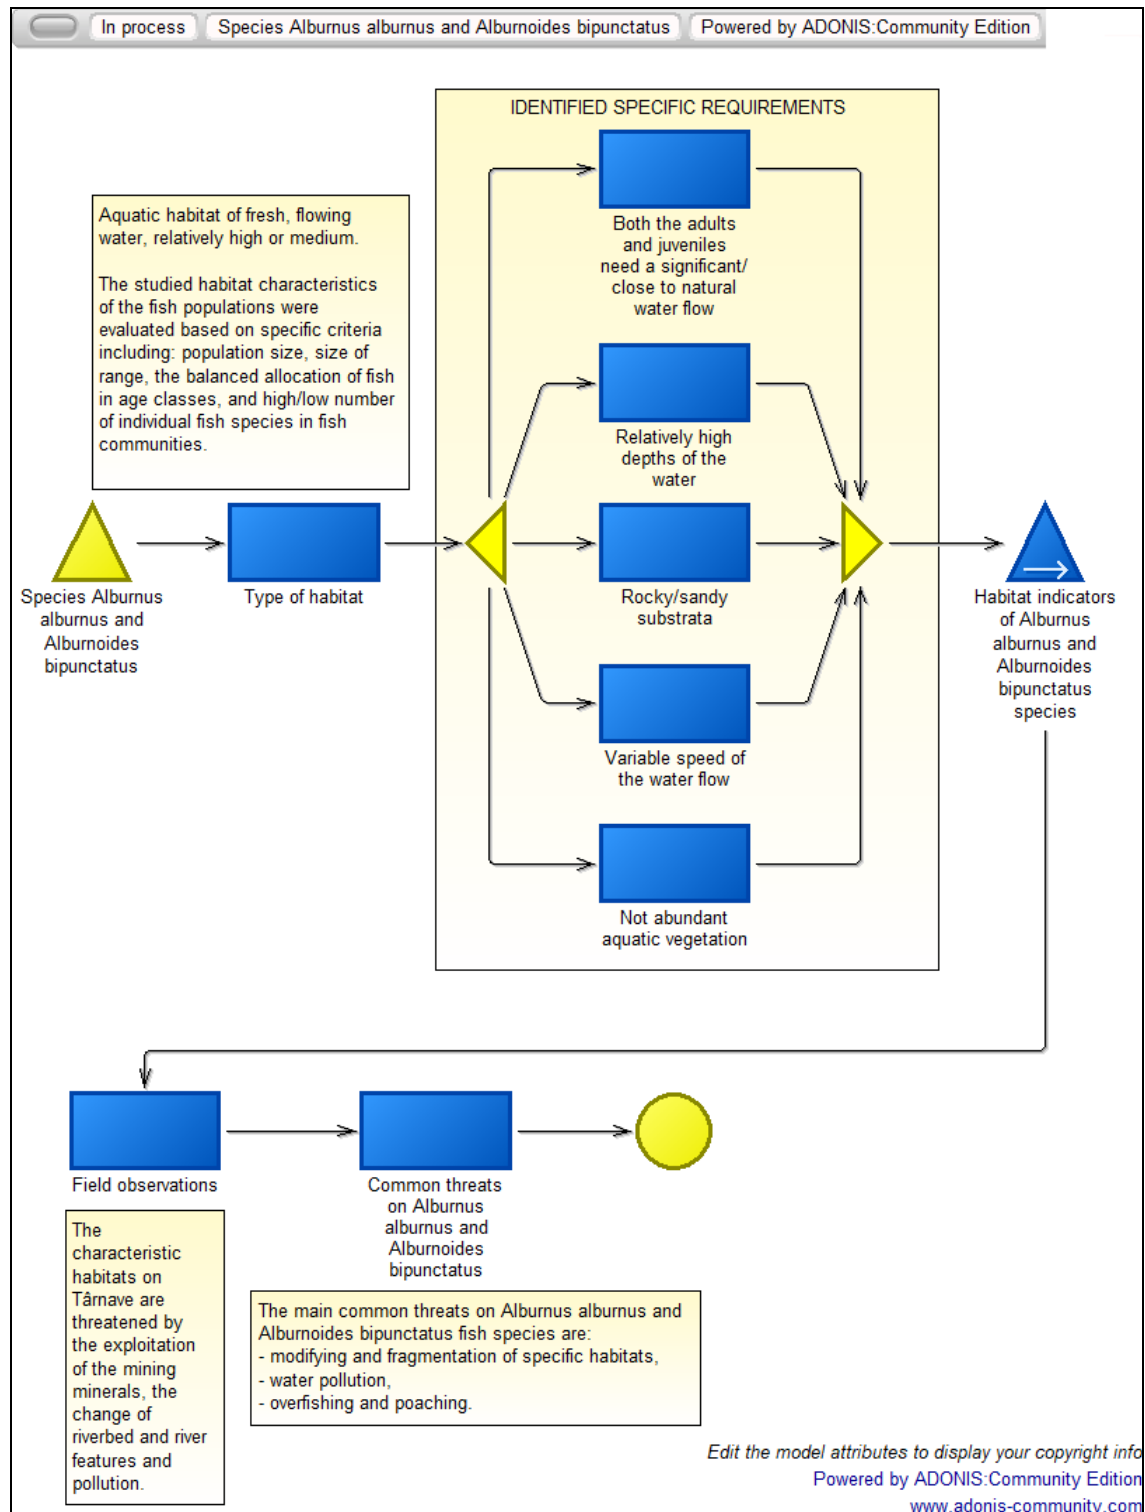 In process
Species Alburnus alburnus and Alburnoides bipunctatus
Powered by ADONIS:Community Edition
IDENTIFIED SPECIFIC REQUIREMENTS
Both the adults
and juveniles
need a significant/
close to natural
water flow
Aquatic habitat of fresh, flowing
water, relatively high or medium.
The studied habitat characteristics
of the fish populations were
evaluated based on specific criteria
including: population size, size of
range, the balanced allocation of fish
in age classes, and high/low number
of individual fish species in fish
communities.
Relatively high
depths of the
water
Species Alburnus
alburnus and
Alburnoides
bipunctatus
Type of habitat
Rocky/sandy
substrata
Habitat indicators
of Alburnus
alburnus and
Alburnoides
bipunctatus
species
Variable speed of
the water flow
Not abundant
aquatic vegetation
Field observations
Common threats
on Alburnus
alburnus and
Alburnoides
bipunctatus
The
characteristic
habitats on
Târnave are
threatened by
the exploitation
of the mining
minerals, the
change of
riverbed and river
features and
pollution.
The main common threats on Alburnus alburnus and
Alburnoides bipunctatus fish species are:
- modifying and fragmentation of specific habitats,
- water pollution,
- overfishing and poaching.
Edit the model attributes to display your copyright info
Powered by ADONIS:Community Edition
www.adonis-community.com